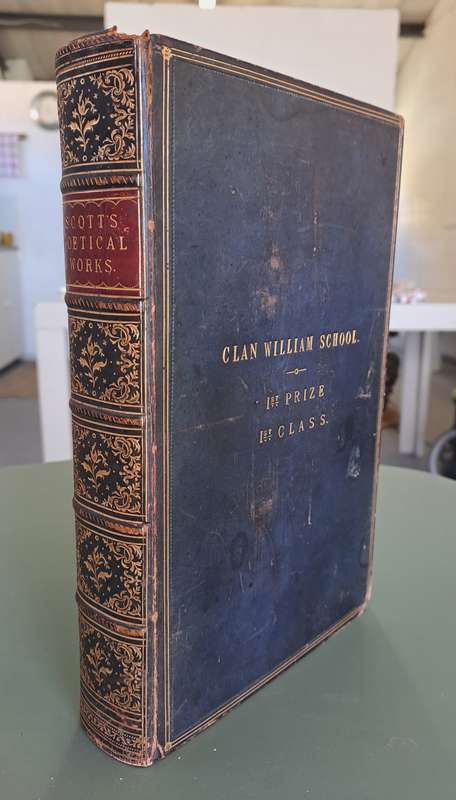 SCOTT'S
POETICAL
WORKS.
CLAN WILLIAM SCHOOL.
1ST PRIZE
1ST CLASS.